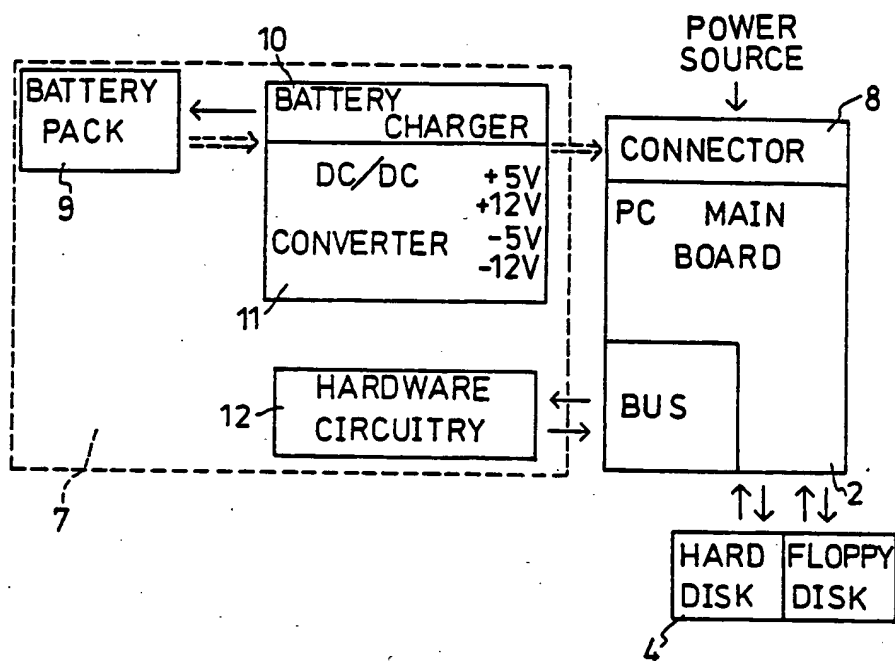 POWER
SOURCE
10
8
BATTERY
PACK
9
BATTERY
CHARGER
DC/DC
CONVERTER
+5V
+12V
-5V
-12V
11
CONNECTOR
PC MAIN
BOARD
BUS
2
HARDWARE
CIRCUITRY
12
7
HARD
DISK
FLOPPY
DISK
4